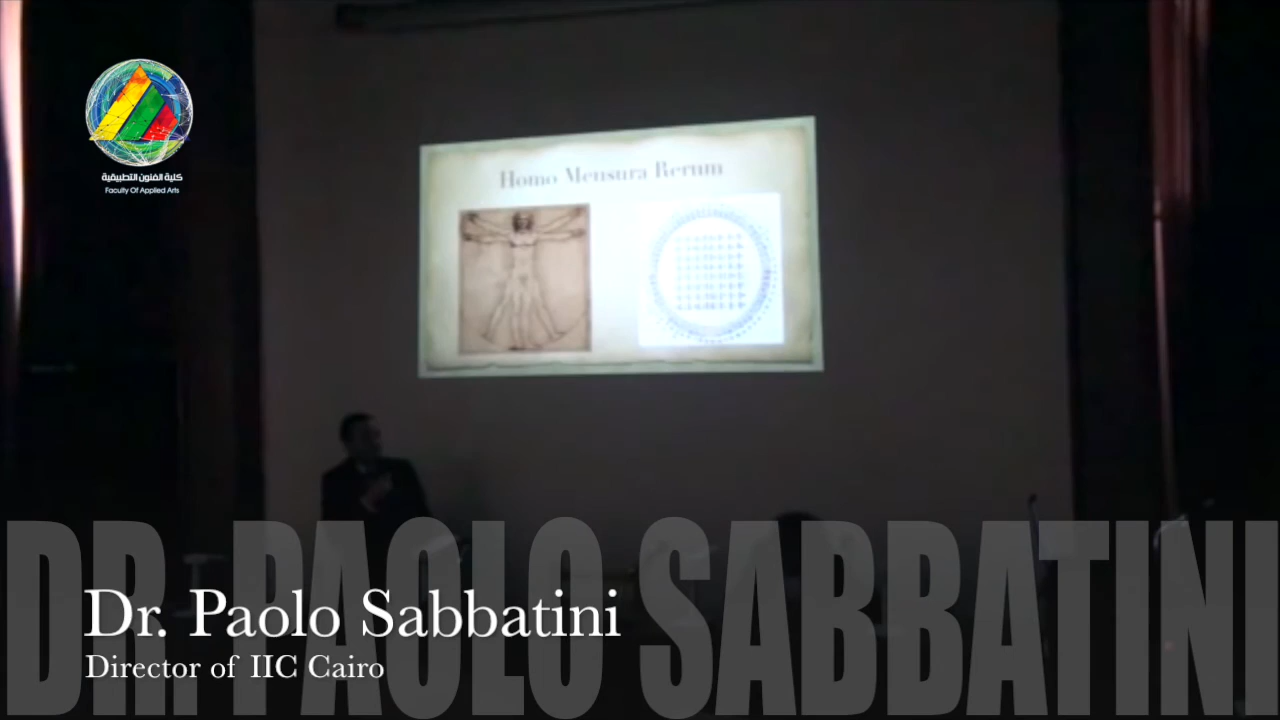 كلية الفنون التطبيقية
Faculty Of Applied Arts
Homo Mensura Rerum
DR. PAOLO SABBATINI
Dr. Paolo Sabbatini
Director of IIC Cairo